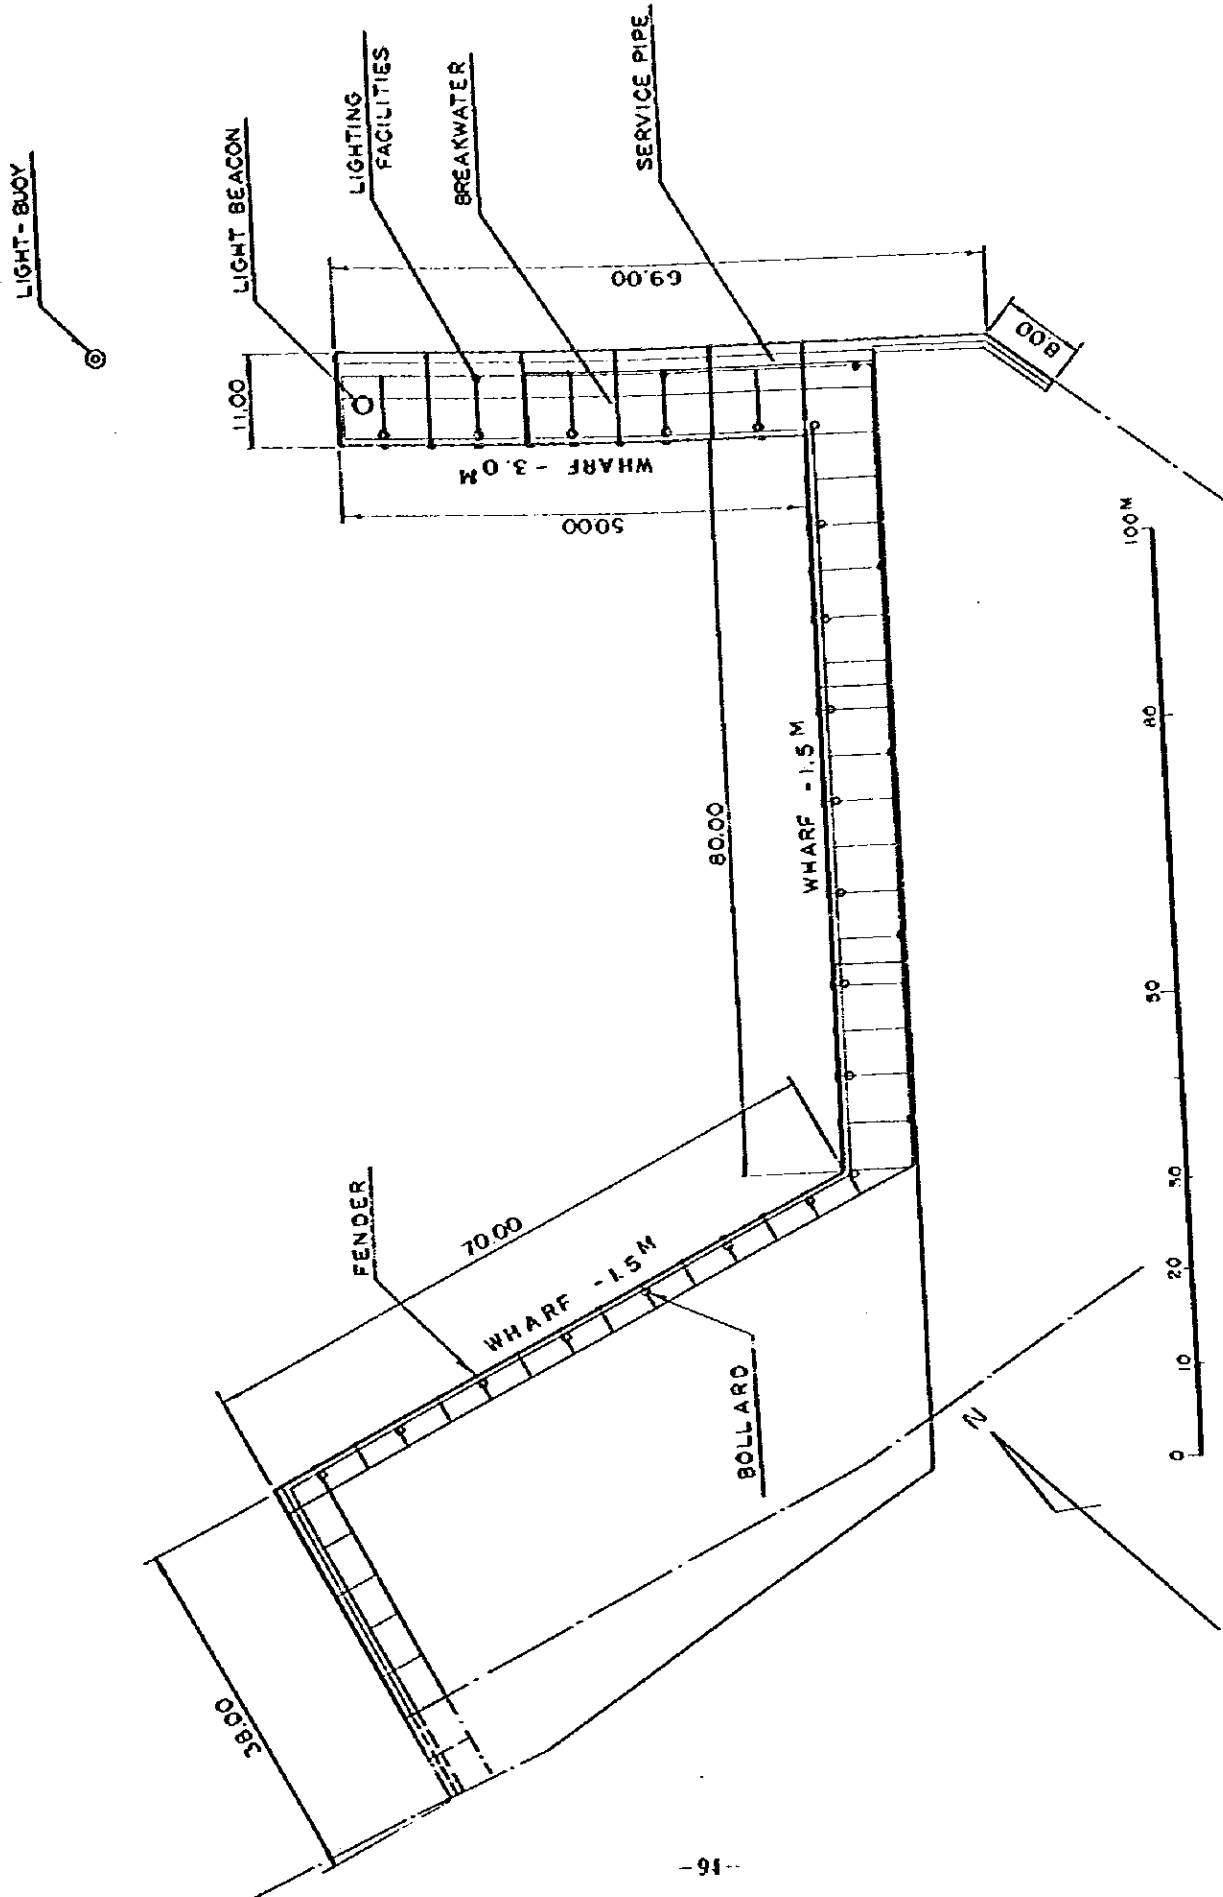 LIGHT-BUOY
LIGHT BEACON
LIGHTING
FACILITIES
BREAKWATER
SERVICE PIPE
11.00
69.00
WHARF -3.0M
50.00
8.00
80.00
WHARF -1.5M
FENDER
70.00
WHARF -1.5M
BOLLARD
38.00
N
0
10
20
30
50
80
100M